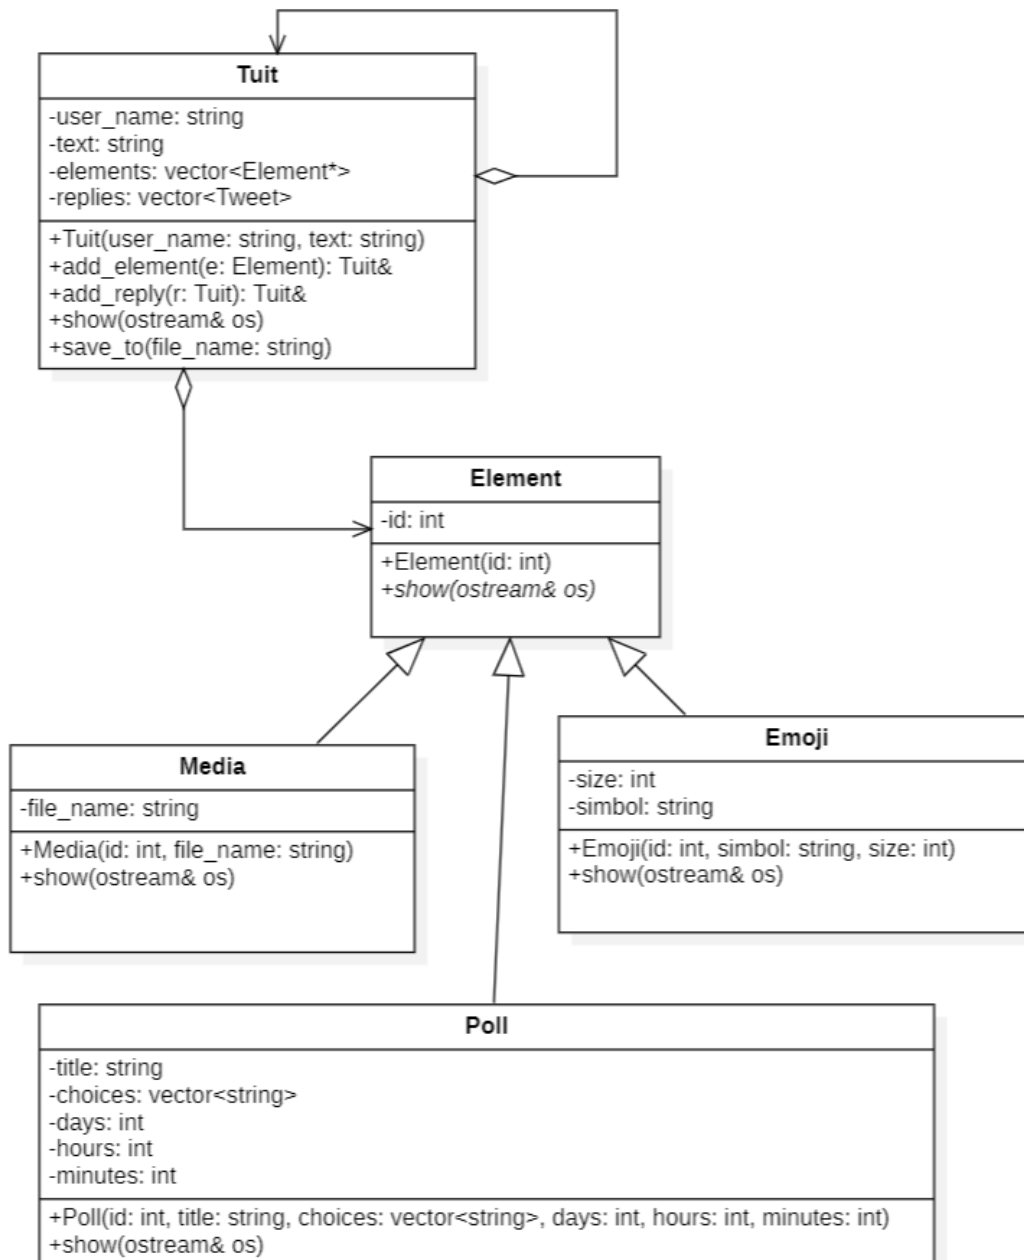 Tuit
-user_name: string
-text: string
-elements: vector<Element*>
-replies: vector<Tweet>
+Tuit(user_name: string, text: string)
+add_element(e: Element): Tuit&
+add_reply(r: Tuit): Tuit&
+show(ostream& os)
+save_to(file_name: string)
Element
-id: int
+Element(id: int)
+show(ostream& os)
Media
-file_name: string
+Media(id: int, file_name: string)
+show(ostream& os)
Emoji
-size: int
-simbol: string
+Emoji(id: int, simbol: string, size: int)
+show(ostream& os)
Poll
-title: string
-choices: vector<string>
-days: int
-hours: int
-minutes: int
+Poll(id: int, title: string, choices: vector<string>, days: int, hours: int, minutes: int)
+show(ostream& os)